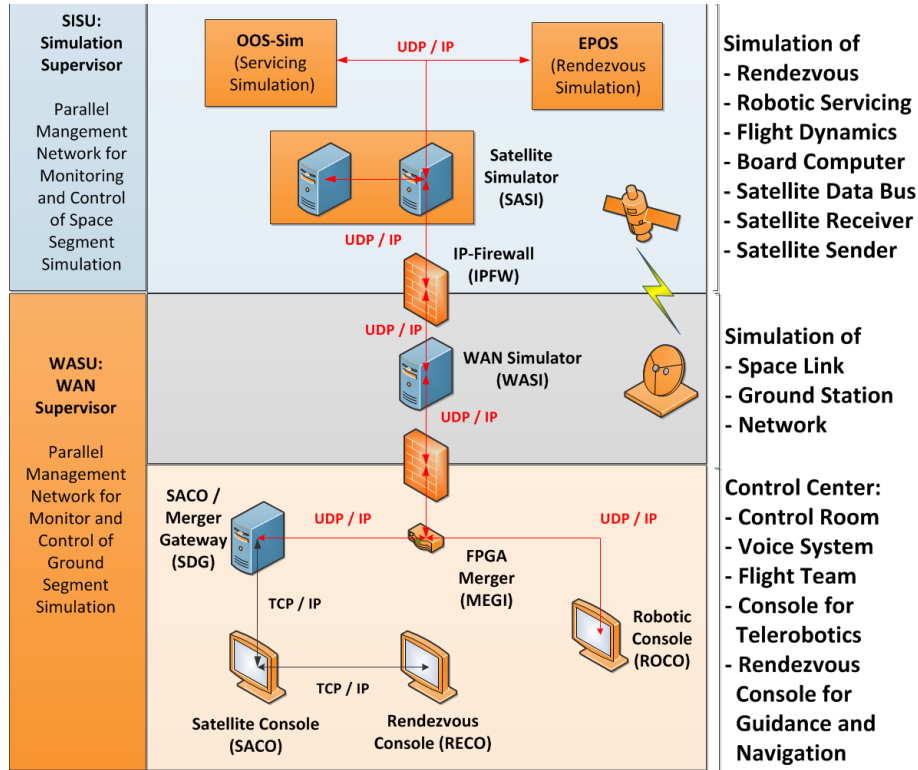 SISU:
Simulation
Supervisor
Parallel
Mangement
Network for
Monitoring
and Control
of Space
Segment
Simulation
OOS-Sim
(Servicing
Simulation)
UDP / IP
EPOS
(Rendezvous
Simulation)
Satellite
Simulator
(SASI)
UDP / IP
IP-Firewall
(IPFW)
Simulation of
- Rendezvous
- Robotic Servicing
- Flight Dynamics
- Board Computer
- Satellite Data Bus
- Satellite Receiver
- Satellite Sender
WASU:
WAN
Supervisor
Parallel
Management
Network for
Monitor and
Control of
Ground
Segment
Simulation
UDP / IP
WAN Simulator
(WASI)
UDP / IP
Simulation of
- Space Link
- Ground Station
- Network
SACO /
Merger
Gateway
(SDG)
UDP / IP
FPGA
Merger
(MEGI)
UDP / IP
Robotic
Console
(ROCO)
TCP / IP
TCP / IP
Satellite Console
(SACO)
Rendezvous
Console (RECO)
Control Center:
- Control Room
- Voice System
- Flight Team
- Console for
Telerobotics
- Rendezvous
Console for
Guidance and
Navigation